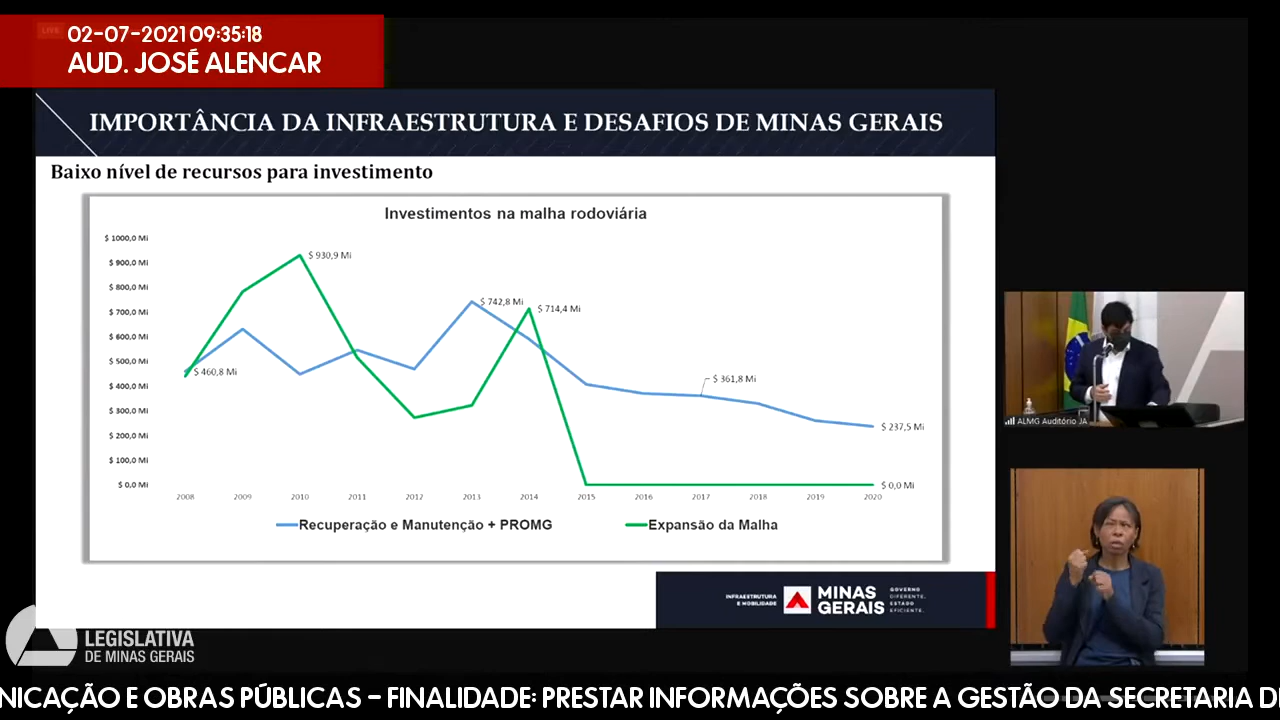 LIVE
02-07-2021 09:35:18
AUD. JOSÉ ALENCAR
IMPORTÂNCIA DA INFRAESTRUTURA E DESAFIOS DE MINAS GERAIS
Baixo nível de recursos para investimento
Investimentos na malha rodoviária
$ 1000,0 Mi
$ 900,0 Mi
$ 800,0 Mi
$ 700,0 Mi
$ 600,0 Mi
$ 500,0 Mi
$ 400,0 Mi
$ 300,0 Mi
$ 200,0 Mi
$ 100,0 Mi
$ 0,0 Mi
$ 460,8 Mi
$ 930,9 Mi
$ 742,8 Mi
$ 714,4 Mi
$ 361,8 Mi
$ 237,5 Mi
$ 0,0 Mi
2008 2009 2010 2011 2012 2013 2014 2015 2016 2017 2018 2019 2020
Recuperação e Manutenção + PROMG Expansão da Malha
INFRAESTRUTURA
E MOBILIDADE
MINAS
GERAIS
GOVERNO
DIFERENTE.
ESTADO
EFICIENTE.
ALMG Auditório JA
LEGISLATIVA
DE MINAS GERAIS
NICAÇÃO E OBRAS PÚBLICAS – FINALIDADE: PRESTAR INFORMAÇÕES SOBRE A GESTÃO DA SECRETARIA D